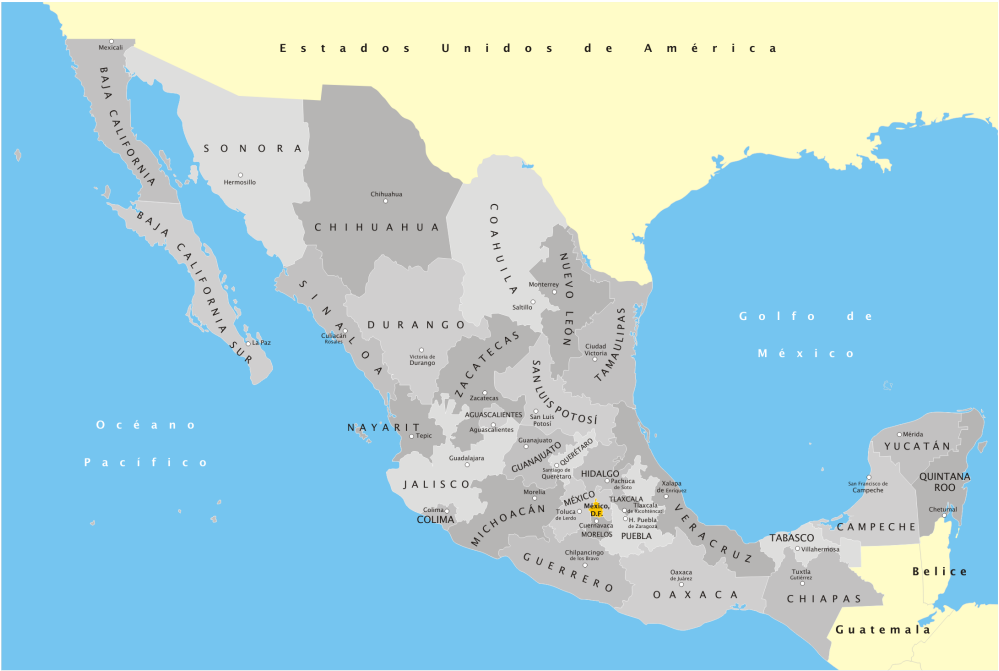 Estados Unidos de América
Mexicali
BAJA CALIFORNIA
SONORA
Hermosillo
Chihuahua
CHIHUAHUA
COAHUILA
Saltillo
NUEVO LEÓN
Monterrey
BAJA CALIFORNIA SUR
La Paz
SINALOA
Culiacán
Rosales
DURANGO
Victoria de
Durango
ZACATECAS
Zacatecas
TAMAULIPAS
Ciudad
Victoria
Golfo de
México
SAN LUIS POTOSÍ
San Luis
Potosí
AGUASCALIENTES
Aguascalientes
NAYARIT
Tepic
Océano
Pacífico
Guadalajara
JALISCO
Guanajuato
GUANAJUATO
QUERÉTARO
Santiago de
Querétaro
HIDALGO
Pachuca
de Soto
Colima
COLIMA
Morelia
MICHOACÁN
MÉXICO
Toluca
de Lerdo
México,
D.F.
Cuernavaca
MORELOS
TLAXCALA
Tlaxcala
de Xicohténcatl
H. Puebla
de Zaragoza
PUEBLA
Xalapa
de Enríquez
VERACRUZ
Chilpancingo
de los Bravo
GUERRERO
Oaxaca
de Juárez
OAXACA
TABASCO
Villahermosa
Tuxtla
Gutiérrez
CHIAPAS
Mérida
YUCATÁN
San Francisco de
Campeche
CAMPECHE
QUINTANA
ROO
Chetumal
Belice
Guatemala